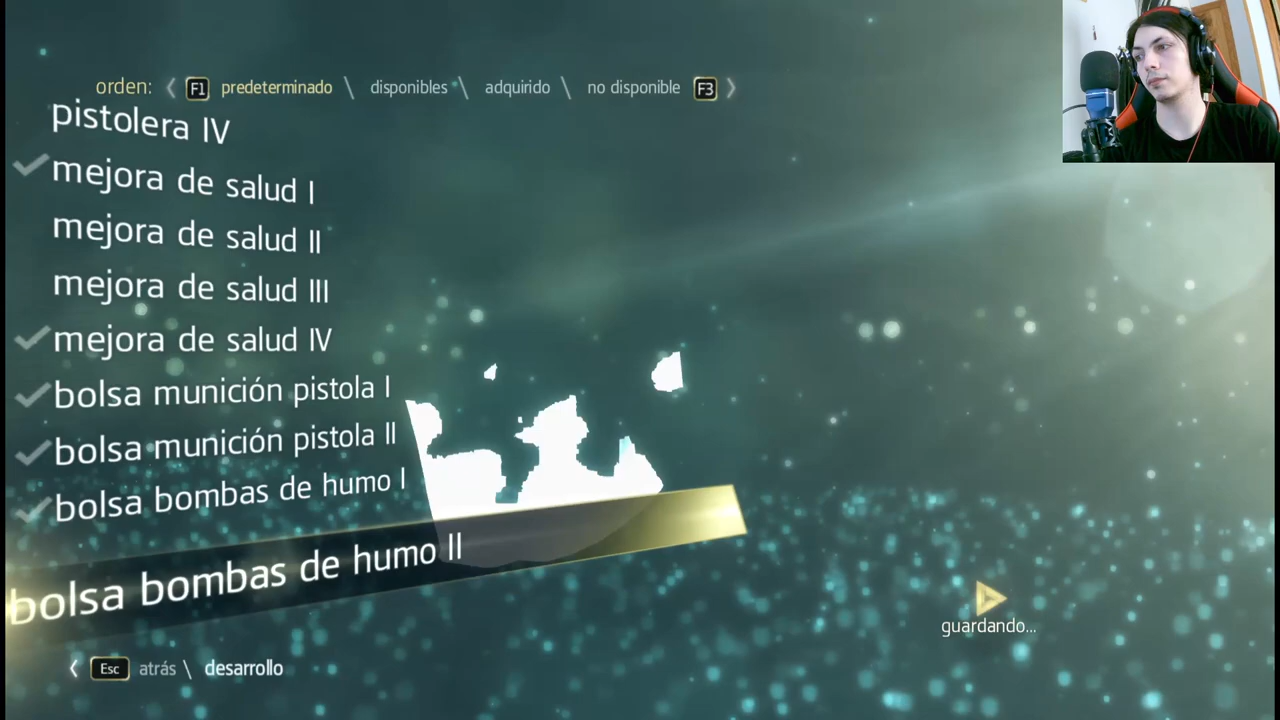 orden: F1 predeterminado \ disponibles \ adquirido \ no disponible F3
pistolera IV
mejora de salud I
mejora de salud II
mejora de salud III
mejora de salud IV
bolsa munición pistola I
bolsa munición pistola II
bolsa bombas de humo I
bolsa bombas de humo II
guardando...
Esc atrás \ desarrollo